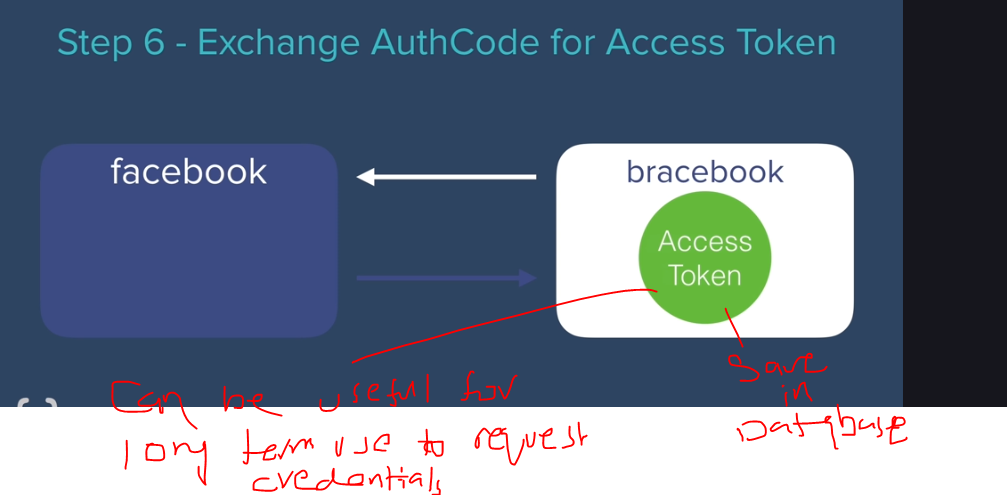 Step 6 - Exchange AuthCode for Access Token
facebook
bracebook
Access
Token
Save
in
Database
Can be useful for
long term use to request
credentials